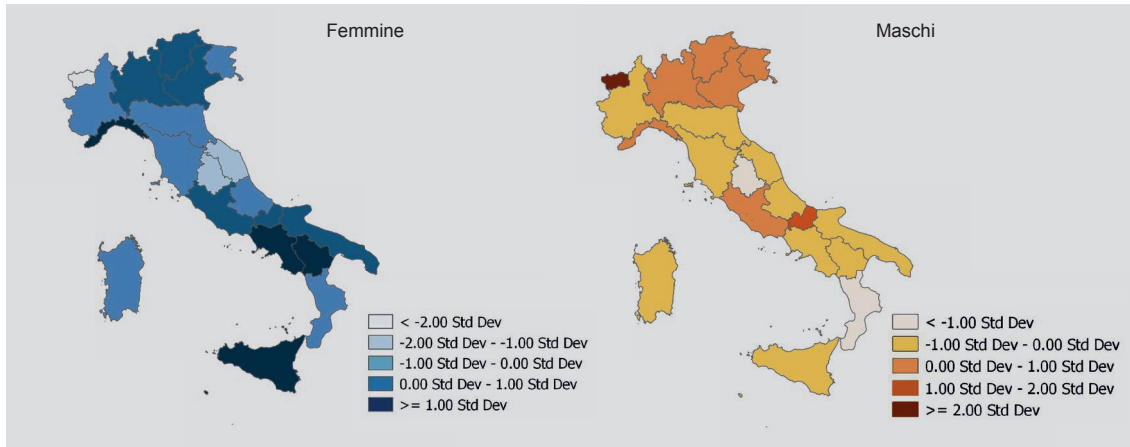 Femmine
Maschi
< -2.00 Std Dev
-2.00 Std Dev - -1.00 Std Dev
-1.00 Std Dev - 0.00 Std Dev
0.00 Std Dev - 1.00 Std Dev
>= 1.00 Std Dev
< -1.00 Std Dev
-1.00 Std Dev - 0.00 Std Dev
0.00 Std Dev - 1.00 Std Dev
1.00 Std Dev - 2.00 Std Dev
>= 2.00 Std Dev